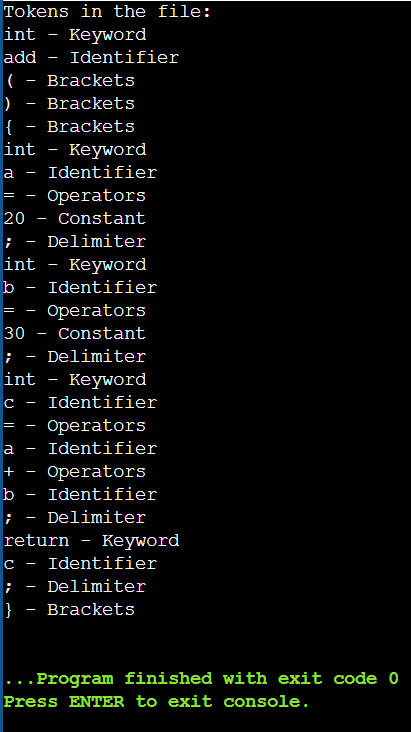 Tokens in the file:
int - Keyword
add - Identifier
( - Brackets
) - Brackets
{ - Brackets
int - Keyword
a - Identifier
= - Operators
20 - Constant
; - Delimiter
int - Keyword
b - Identifier
= - Operators
30 - Constant
; - Delimiter
int - Keyword
c - Identifier
= - Operators
a - Identifier
+ - Operators
b - Identifier
; - Delimiter
return - Keyword
c - Identifier
; - Delimiter
} - Brackets
...Program finished with exit code 0
Press ENTER to exit console.